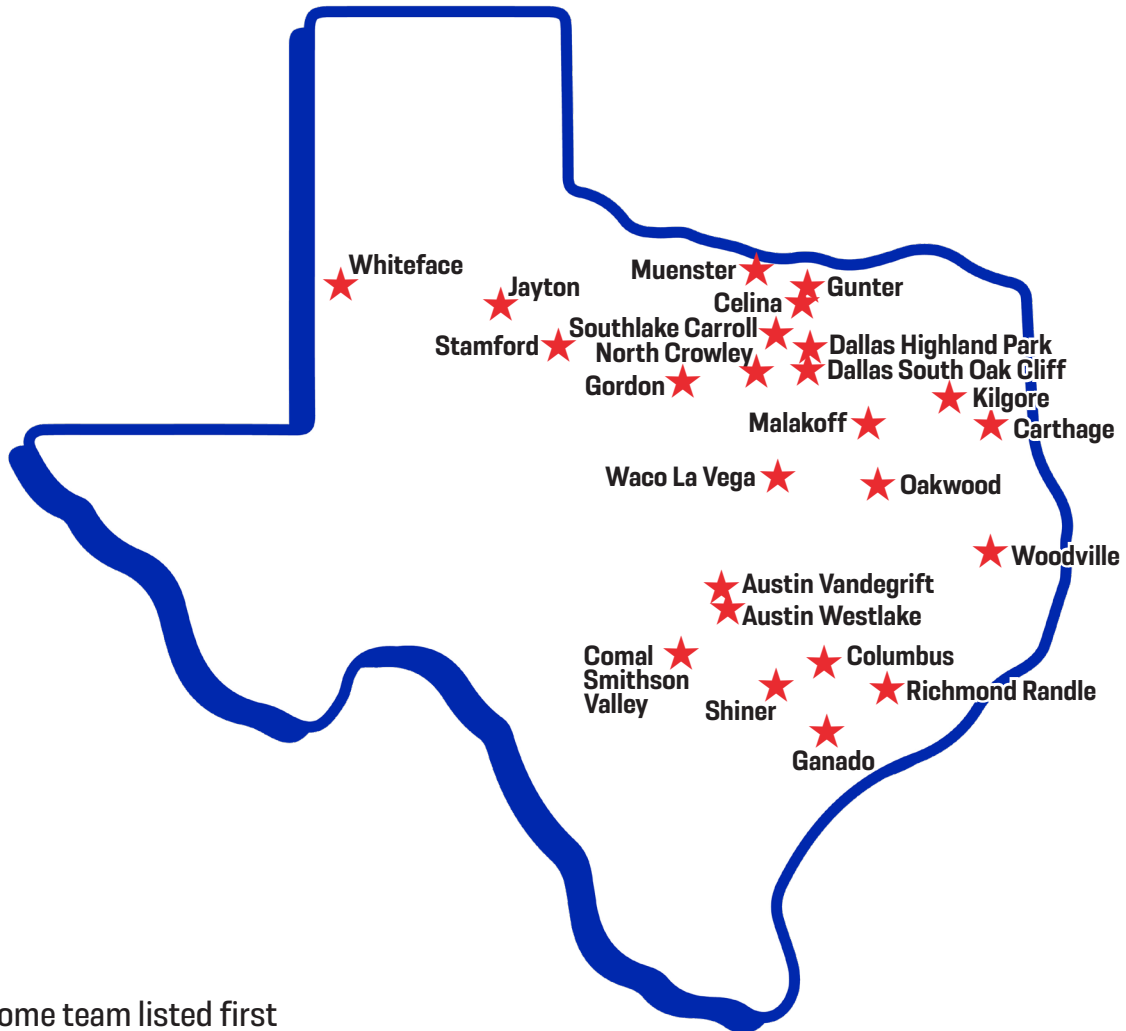 Whiteface
Jayton
Stamford
Muenster
Gunter
Celina
Southlake Carroll
North Crowley
Gordon
Dallas Highland Park
Dallas South Oak Cliff
Kilgore
Carthage
Malakoff
Waco La Vega
Oakwood
Woodville
Austin Vandegrift
Austin Westlake
Comal
Smithson
Valley
Columbus
Richmond Randle
Shiner
Ganado
ome team listed first